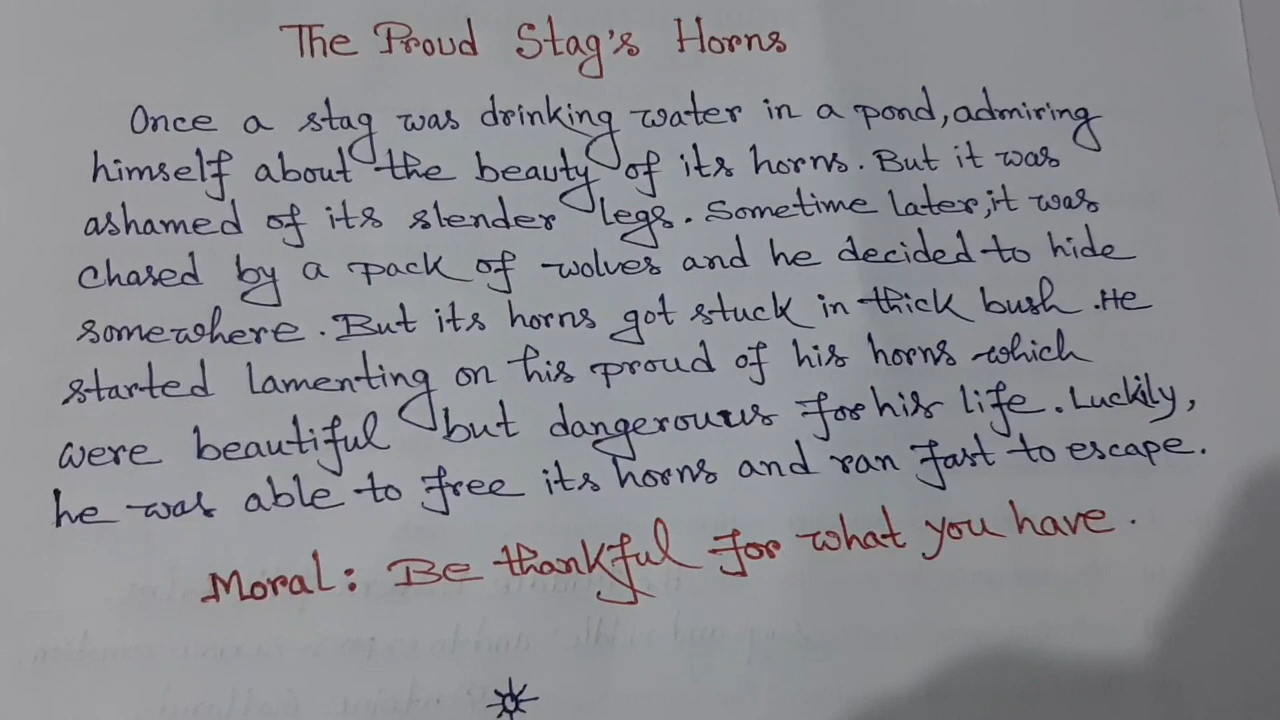 The Proud Stag's Horns
Once a stag was drinking water in a pond, admiring
himself about the beauty of its horns. But it was
ashamed of its slender legs. Sometime later, it was
chased by a pack of wolves and he decided to hide
somewhere. But its horns got stuck in thick bush. He
started lamenting on his proud of his horns which
were beautiful but dangerouus for his life. Luckily,
he was able to free its horns and ran fast to escape.
Moral: Be thankful for what you have.